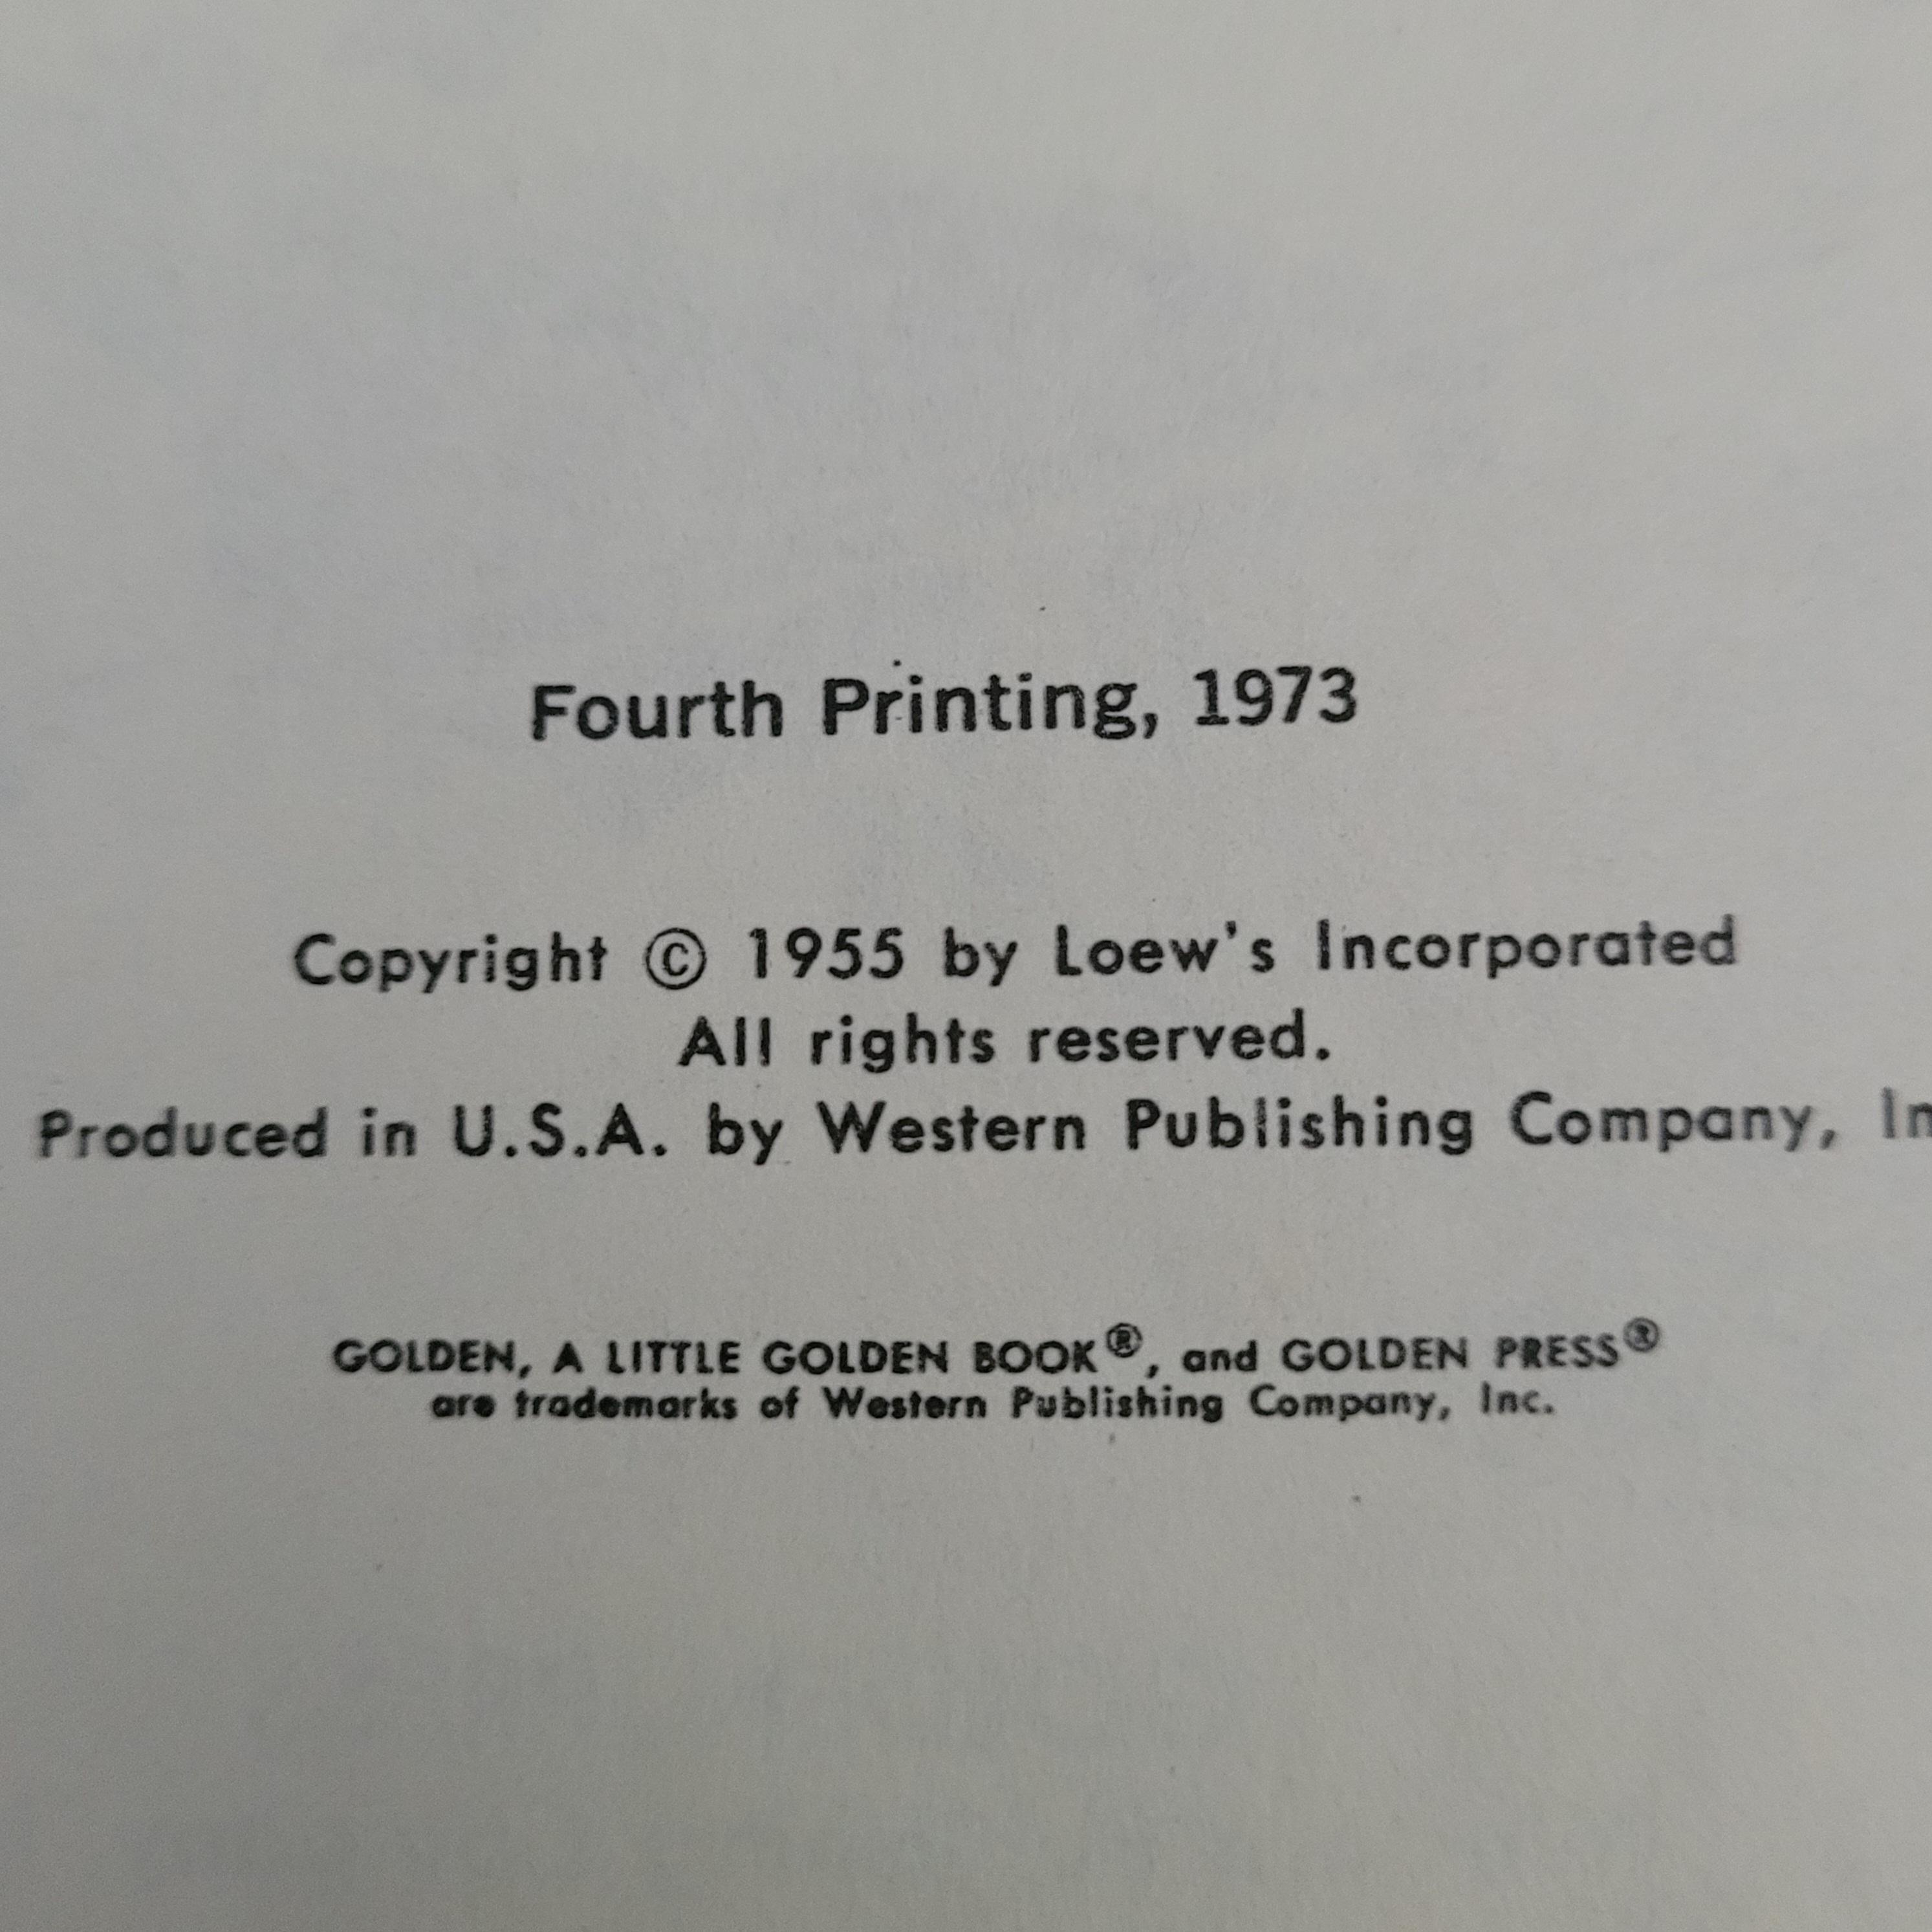 Fourth Printing, 1973
Copyright © 1955 by Loew's Incorporated
All rights reserved.
Produced in U.S.A. by Western Publishing Company, In
GOLDEN, A LITTLE GOLDEN BOOK®, and GOLDEN PRESS®
are trademarks of Western Publishing Company, Inc.